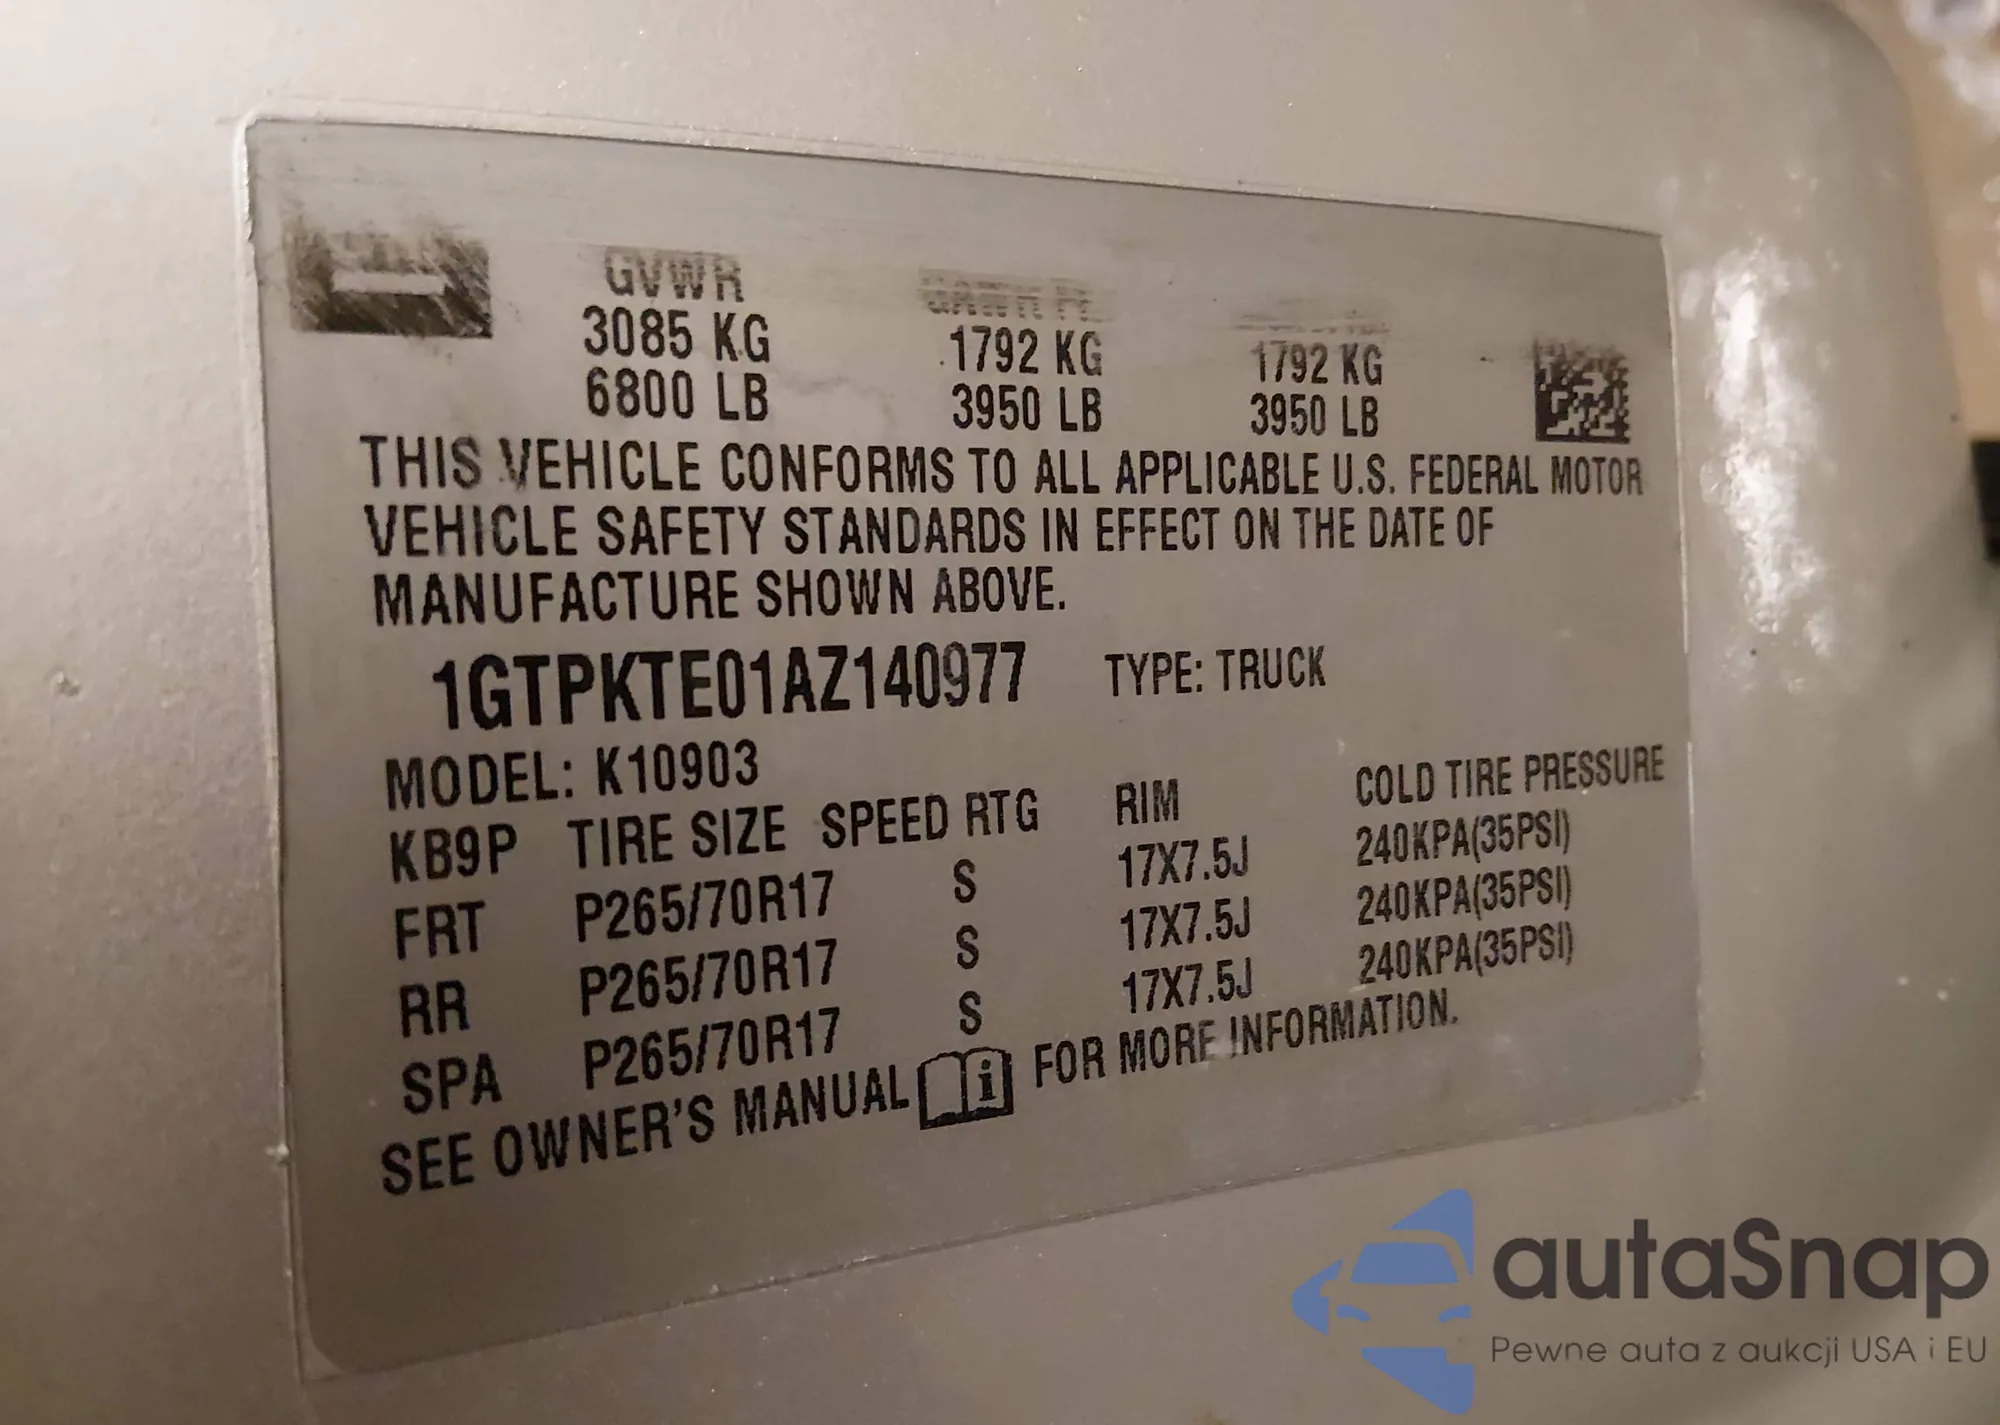 GVWR
3085 KG 1792 KG 1792 KG
6800 LB 3950 LB 3950 LB
THIS VEHICLE CONFORMS TO ALL APPLICABLE U.S. FEDERAL MOTOR
VEHICLE SAFETY STANDARDS IN EFFECT ON THE DATE OF
MANUFACTURE SHOWN ABOVE.
1GTPKTE01AZ140977 TYPE: TRUCK
MODEL: K10903
KB9P TIRE SIZE SPEED RTG RIM COLD TIRE PRESSURE
FRT P265/70R17 S 17X7.5J 240KPA(35PSI)
RR P265/70R17 S 17X7.5J 240KPA(35PSI)
SPA P265/70R17 S 17X7.5J 240KPA(35PSI)
SEE OWNER'S MANUAL i FOR MORE INFORMATION.
autaSnap
Pewne auta z aukcji USA i EU